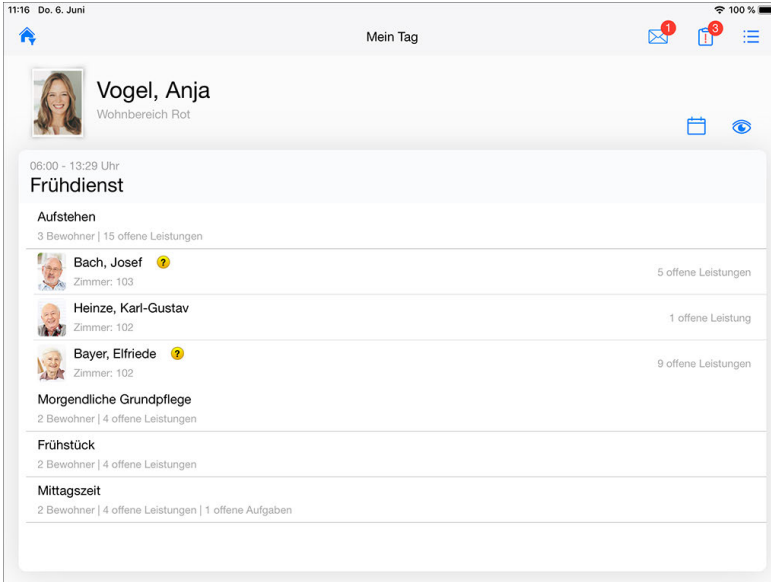 11:16 Do. 6. Juni
100 %
Mein Tag
1
3
Vogel, Anja
Wohnbereich Rot
06:00 - 13:29 Uhr
Frühdienst
Aufstehen
3 Bewohner | 15 offene Leistungen
Bach, Josef ?
Zimmer: 103
5 offene Leistungen
Heinze, Karl-Gustav
Zimmer: 102
1 offene Leistung
Bayer, Elfriede ?
Zimmer: 102
9 offene Leistungen
Morgendliche Grundpflege
2 Bewohner | 4 offene Leistungen
Frühstück
2 Bewohner | 4 offene Leistungen
Mittagszeit
2 Bewohner | 4 offene Leistungen | 1 offene Aufgaben